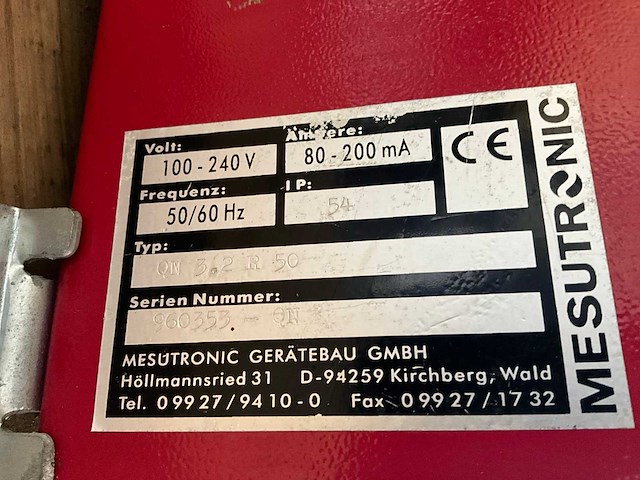 Volt:
100 - 240 V
Ampere:
80 - 200 mA
CE
Frequenz:
50/60 Hz
IP:
54
Typ:
QN 3.2 R 50
Serien Nummer:
960353 - QN
MESUTRONIC GERÄTEBAU GMBH
Höllmannsried 31 D-94259 Kirchberg, Wald
Tel. 0 99 27 / 94 10 - 0 Fax 0 99 27 / 17 32
MESUTRONIC